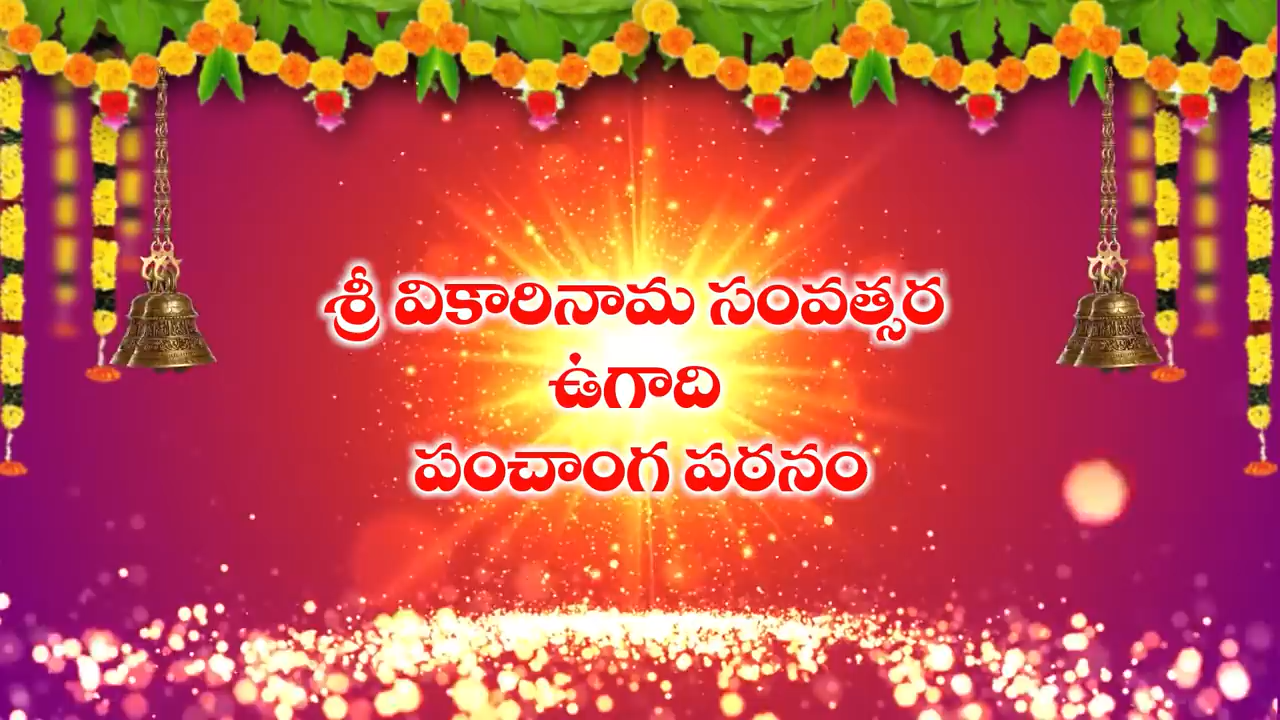 శ్రీ వికారినామ సంవత్సర
ఉగాది
పంచాంగ పఠనం